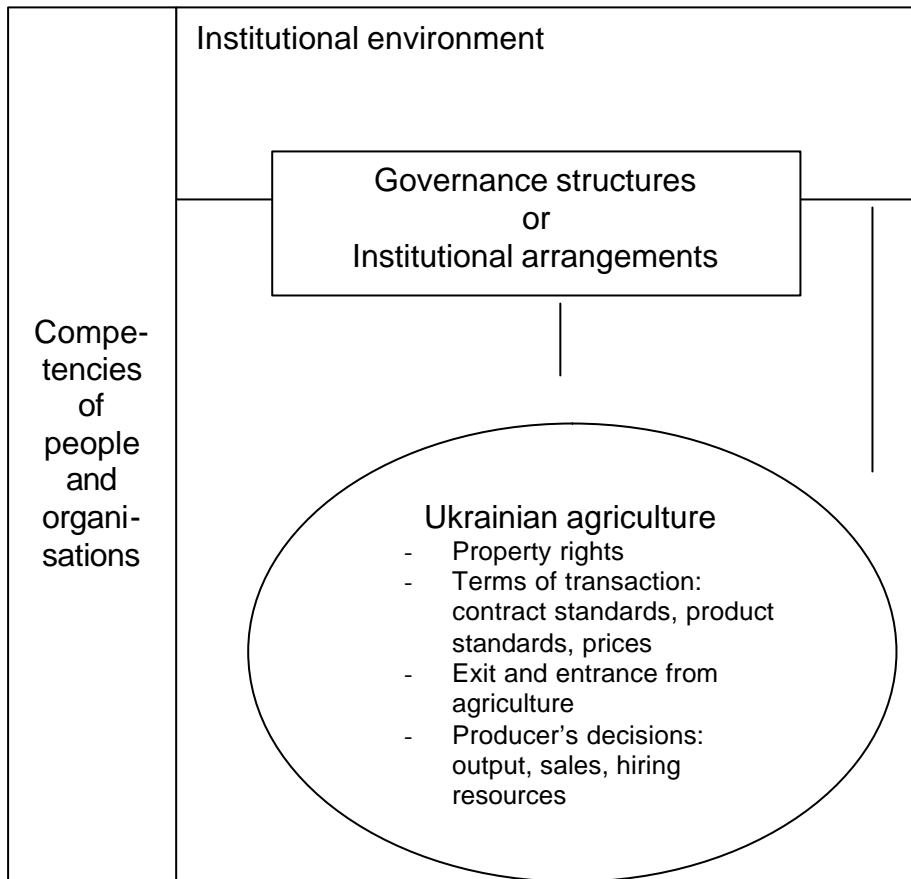 Institutional environment
Governance structures
or
Institutional arrangements
Compe-
tencies
of
people
and
organi-
sations
Ukrainian agriculture
- Property rights
- Terms of transaction:
contract standards, product
standards, prices
- Exit and entrance from
agriculture
- Producer's decisions:
output, sales, hiring
resources